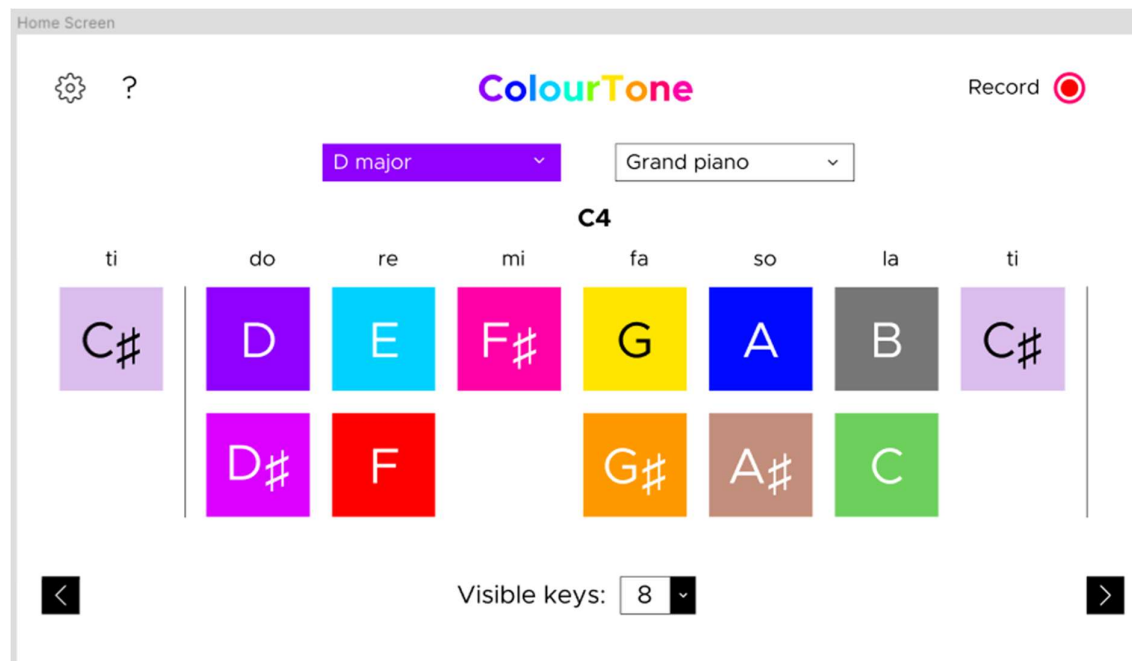 Home Screen
? ColourTone Record
D major Grand piano
C4
ti do re mi fa so la ti
C♯ D E F♯ G A B C♯
D♯ F G♯ A♯ C
Visible keys: 8